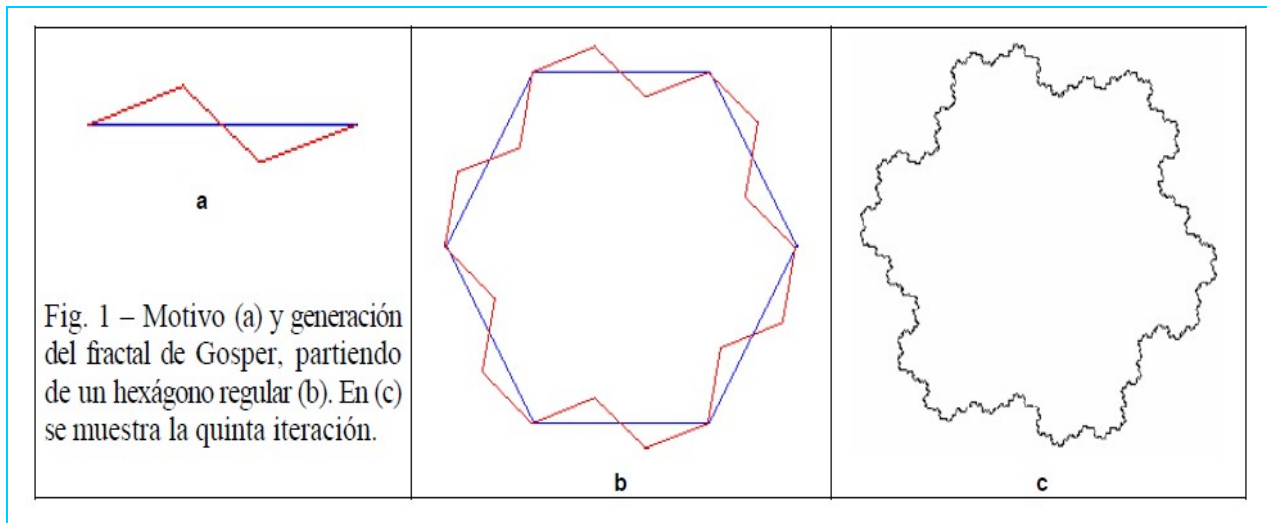 a
Fig. 1 – Motivo (a) y generación
del fractal de Gosper, partiendo
de un hexágono regular (b). En (c)
se muestra la quinta iteración.
b
c